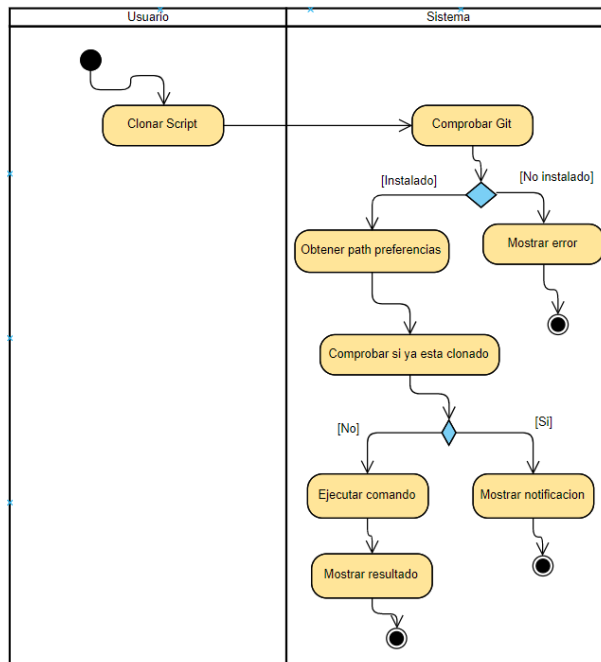 Usuario
Sistema
Clonar Script
Comprobar Git
[Instalado]
[No instalado]
Obtener path preferencias
Mostrar error
Comprobar si ya esta clonado
[No]
[Si]
Ejecutar comando
Mostrar notificacion
Mostrar resultado